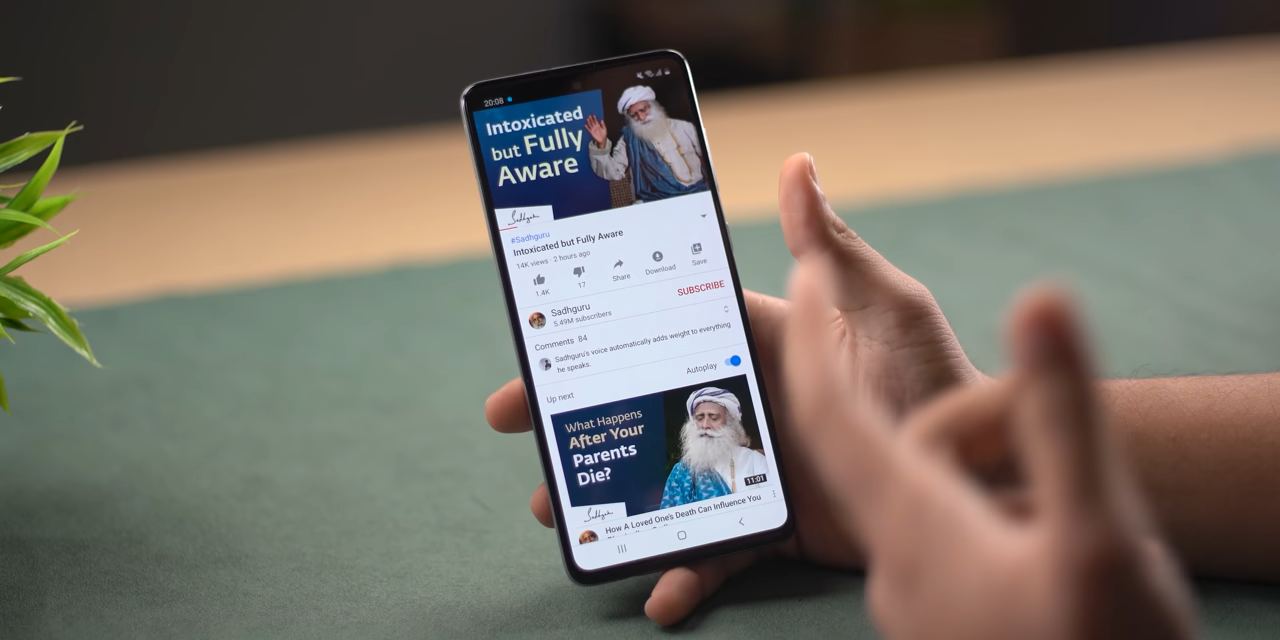 20:08
Intoxicated
but Fully
Aware
Sadhguru
#Sadhguru
Intoxicated but Fully Aware
14K views 2 hours ago
1.4K
17
Share
Download
Save
Sadhguru
5.49M subscribers
SUBSCRIBE
Comments 84
Sadhguru's voice automatically adds weight to everything
he speaks.
Autoplay
Up next
What Happens
After Your
Parents
Die?
11:01
Sadhguru
How A Loved One's Death Can Influence You